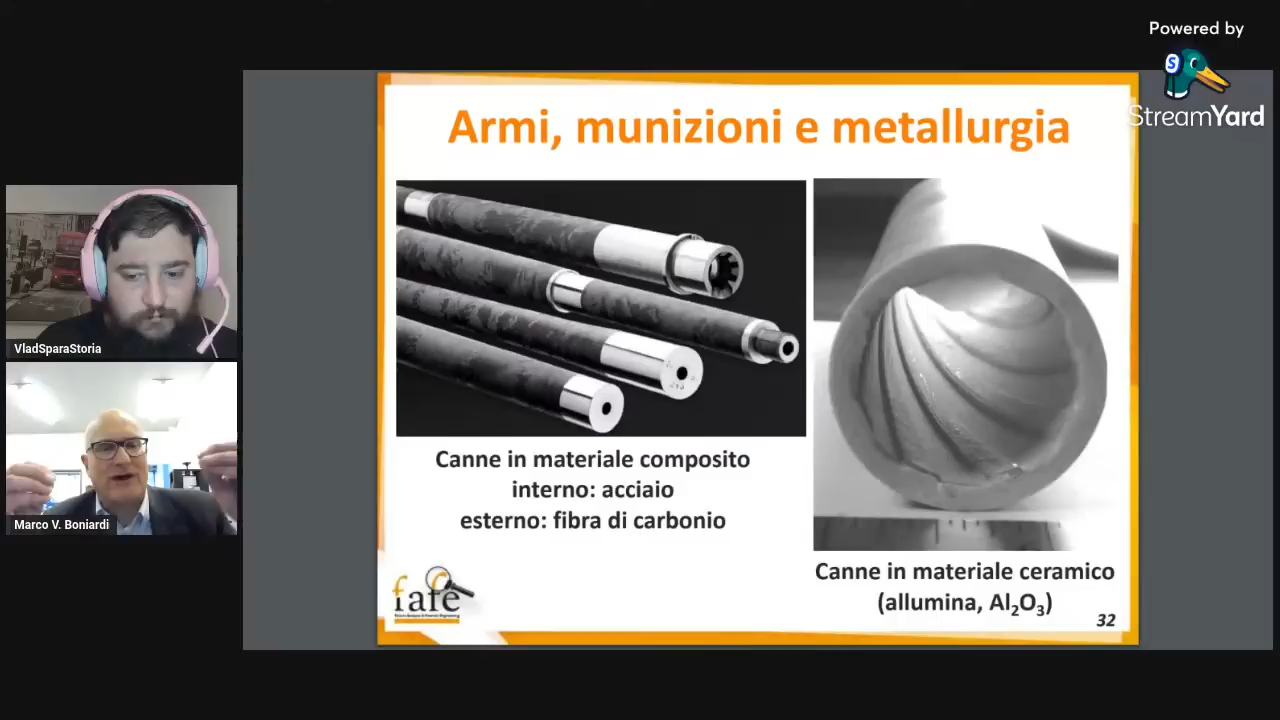 Powered by
S
StreamYard
Armi, munizioni e metallurgia
VladSparaStoria
Marco V. Boniardi
Canne in materiale composito
interno: acciaio
esterno: fibra di carbonio
Canne in materiale ceramico
(allumina, Al₂O₃)
fafe
32